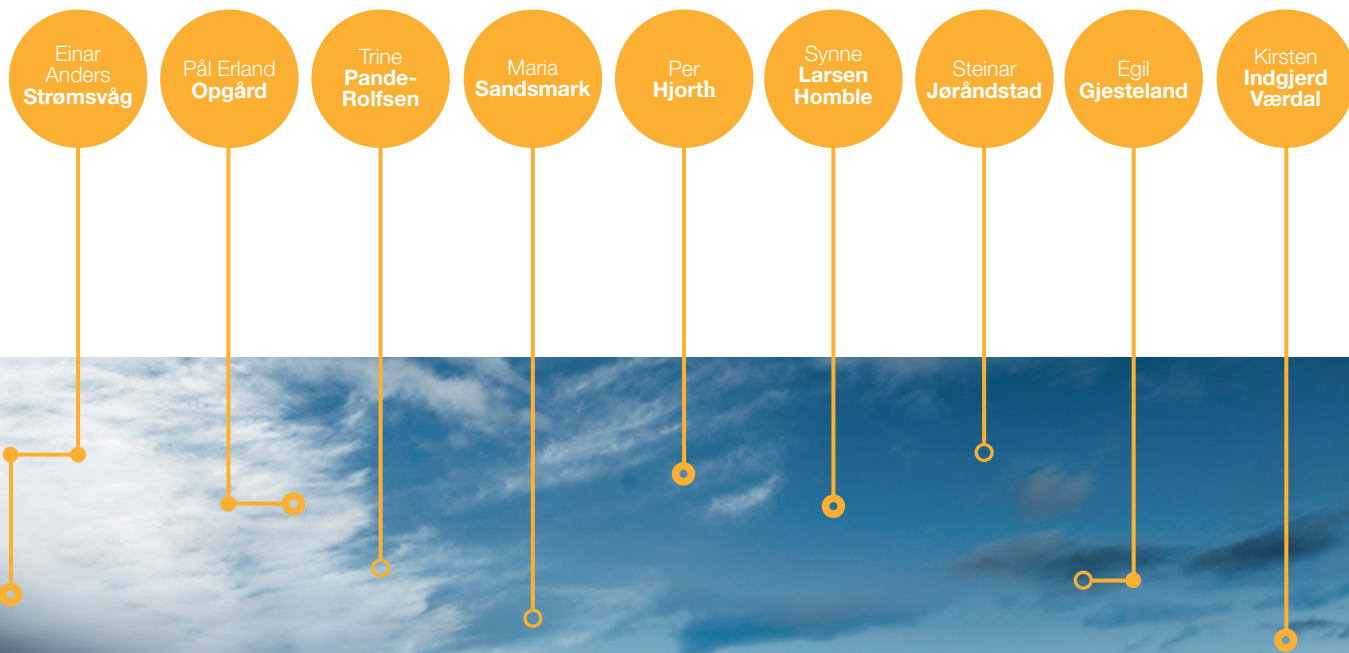 Einar
Anders
Strømsvåg
Pål Erland
Opgård
Trine
Pande-
Rolfsen
Maria
Sandsmark
Per
Hjorth
Synne
Larsen
Homble
Steinar
Jøråndstad
Egil
Gjesteland
Kirsten
Indgjerd
Værdal